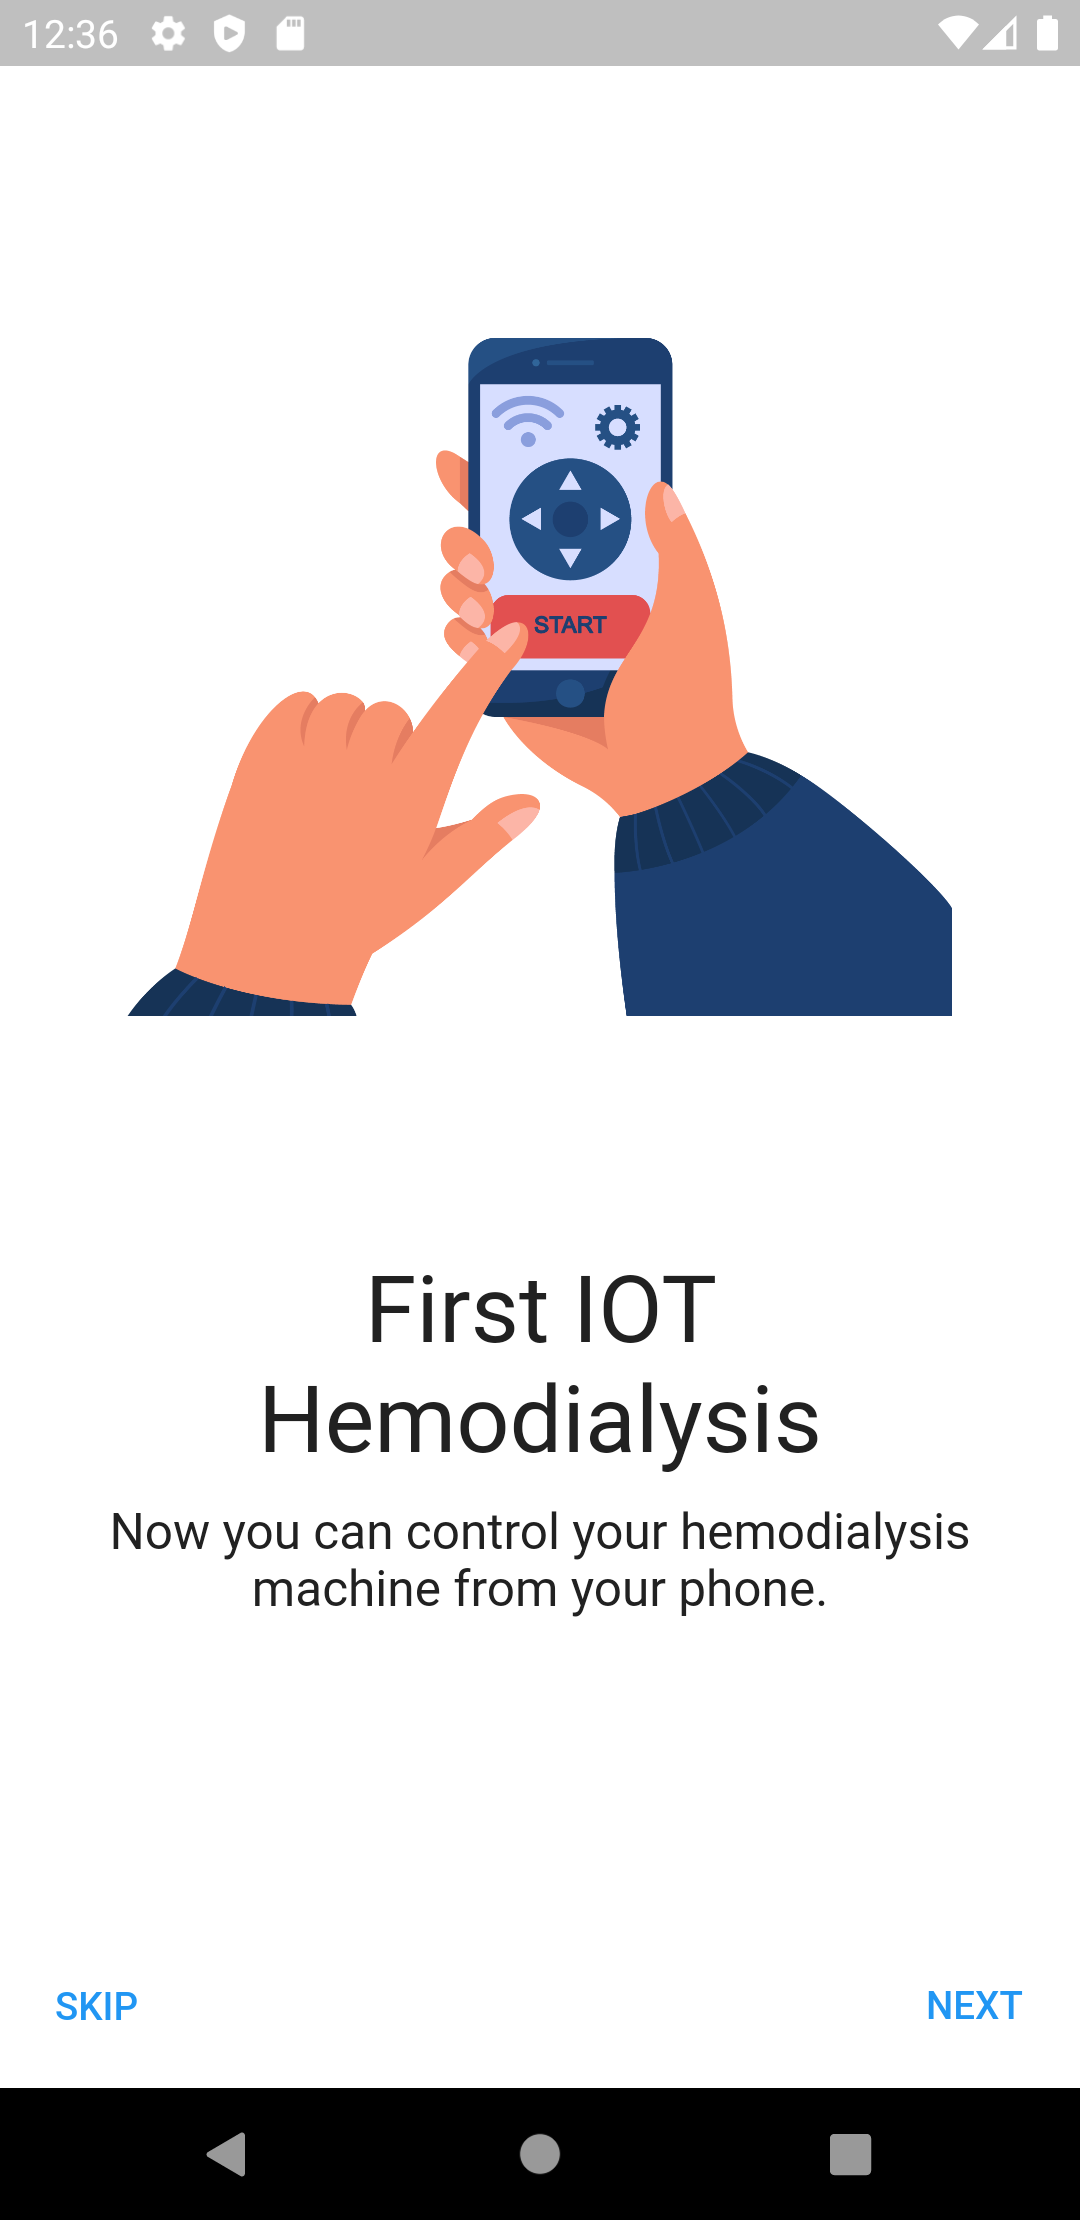 12:36
START
First IOT
Hemodialysis
Now you can control your hemodialysis
machine from your phone.
SKIP
NEXT